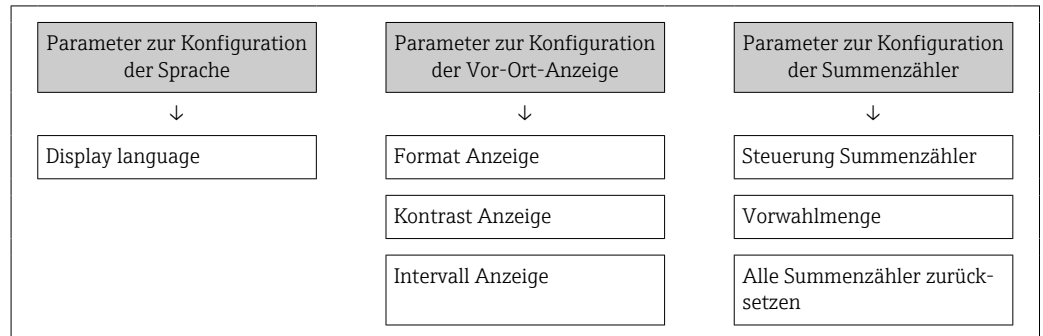 Parameter zur Konfiguration
der Sprache
↓
Display language
Parameter zur Konfiguration
der Vor-Ort-Anzeige
↓
Format Anzeige
Kontrast Anzeige
Intervall Anzeige
Parameter zur Konfiguration
der Summenzähler
↓
Steuerung Summenzähler
Vorwahlmenge
Alle Summenzähler zurück-
setzen